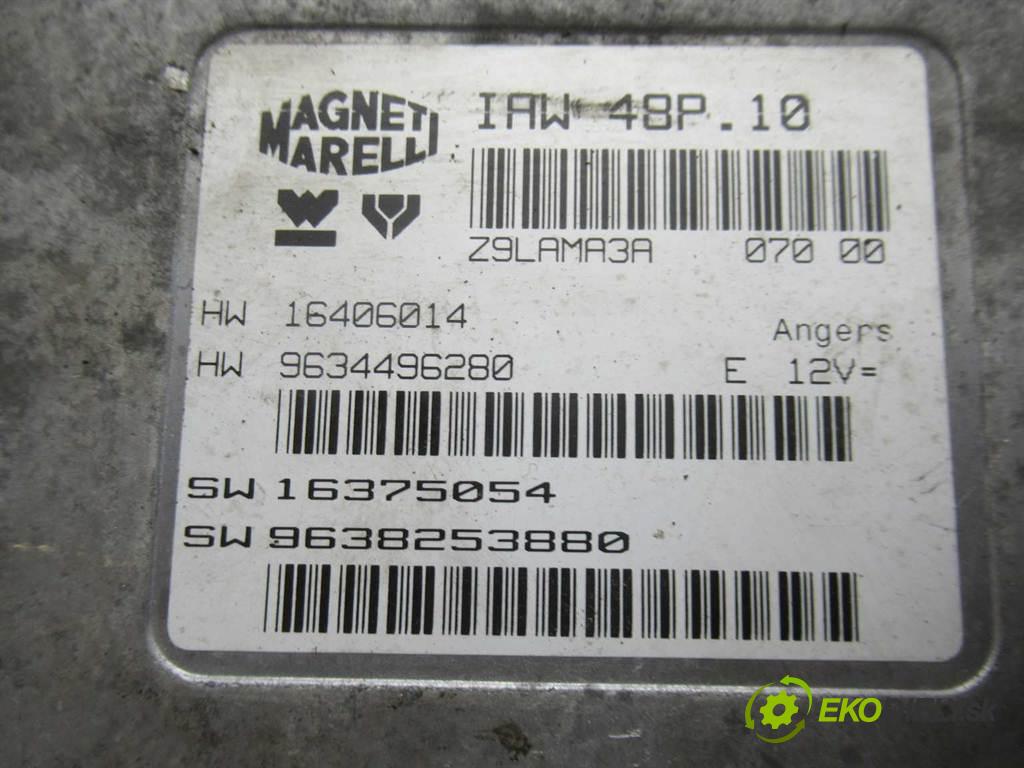 MAGNETI
MARELLI
IAW 48P.10
Z9LAMA3A 070 00
HW 16406014
Angers
HW 9634496280 E 12V=
SW 16375054
SW 9638253880
EKO